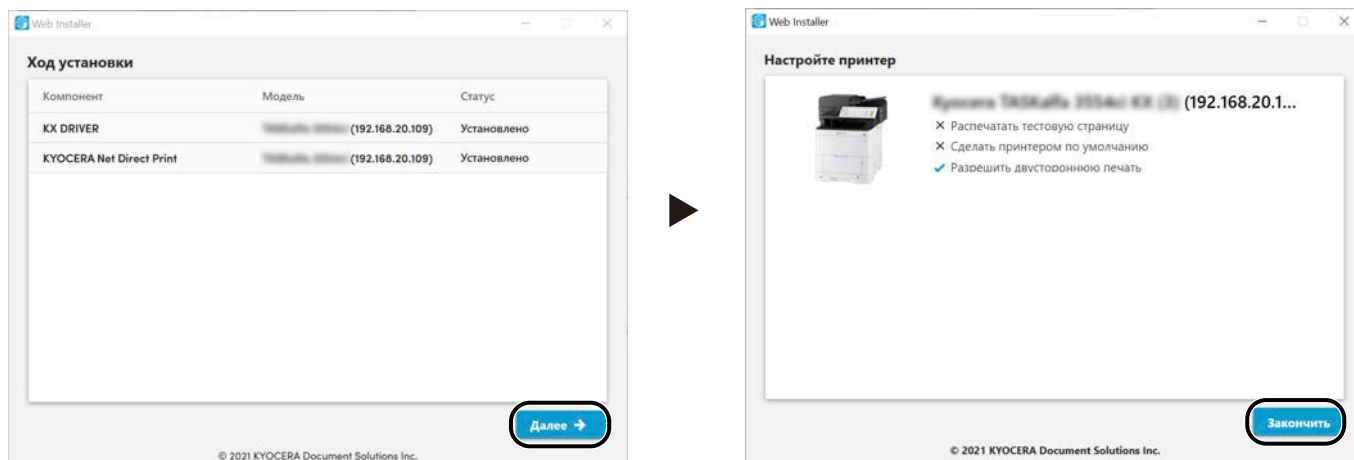 Web Installer
Ход установки
Компонент Модель Статус
KX DRIVER (192.168.20.109) Установлено
KYOCERA Net Direct Print (192.168.20.109) Установлено
Далее →
© 2021 KYOCERA Document Solutions Inc.
Web Installer
Настройте принтер
(192.168.20.1...
× Распечатать тестовую страницу
× Сделать принтером по умолчанию
✓ Разрешить двустороннюю печать
Закончить
© 2021 KYOCERA Document Solutions Inc.